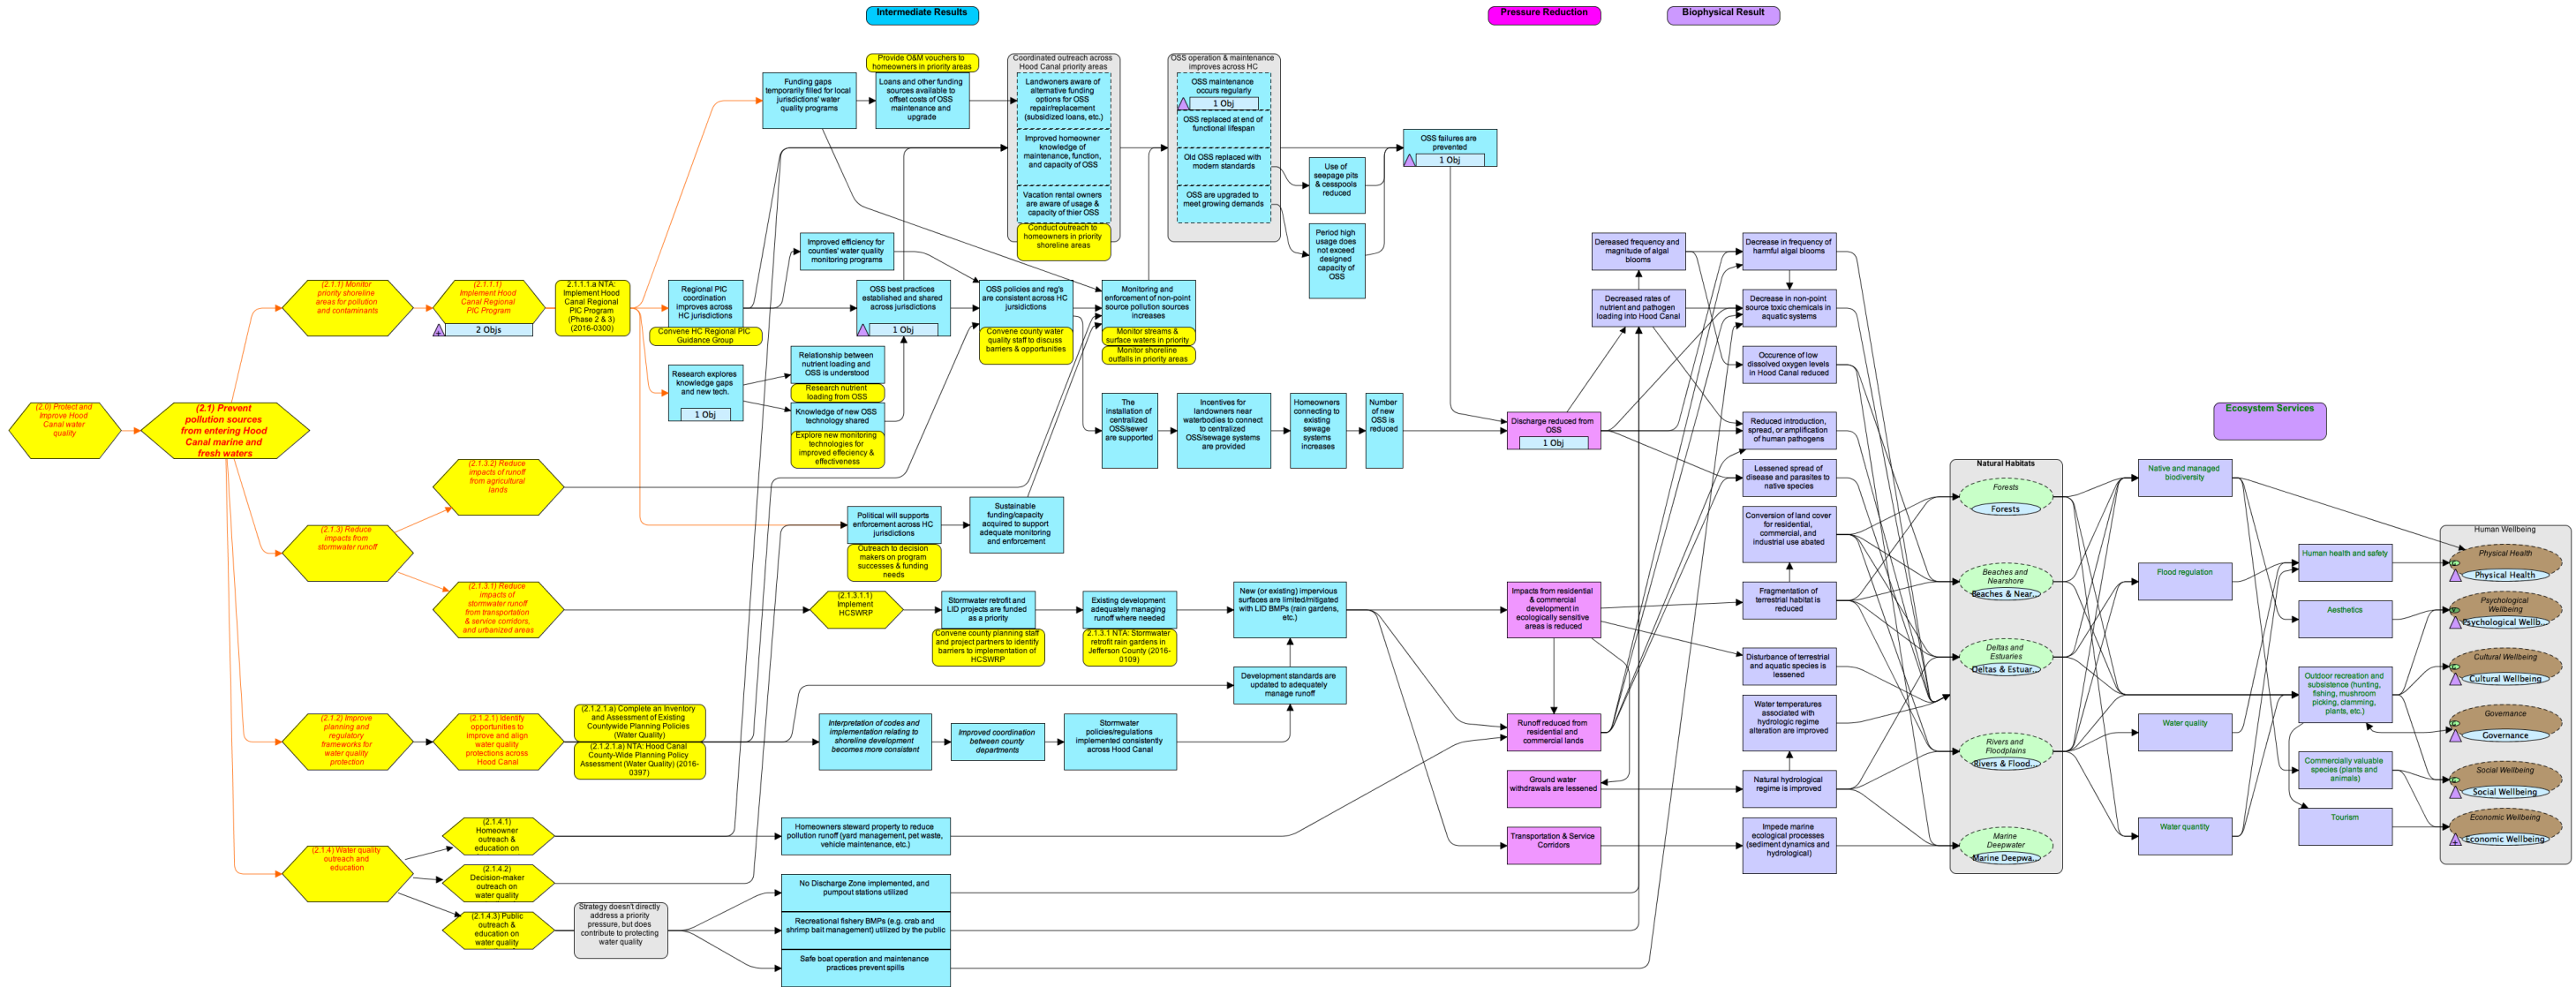 Intermediate Results
Pressure Reduction
Biophysical Result
Provide O&M vouchers to
homeowners in priority areas
Funding gaps
temporarily filled for local
jurisdictions' water
quality programs
Loans and other funding
sources available to
offset costs of OSS
maintenance and
upgrade
Coordinated outreach across
Hood Canal priority areas
Landwoners aware of
alternative funding
options for OSS
repair/replacement
(subsidized loans, etc.)
Improved homeowner
knowledge of
maintenance, function,
and capacity of OSS
Vacation rental owners
are aware of usage &
capacity of thier OSS
Conduct outreach to
homeowners in priority
shoreline areas
OSS operation & maintenance
improves across HC
OSS maintenance
occurs regularly
1 Obj
OSS replaced at end of
functional lifespan
Old OSS replaced with
modern standards
OSS are upgraded to
meet growing demands
Use of
seepage pits
& cesspools
reduced
Period high
usage does
not exceed
designed
capacity of
OSS
OSS failures are
prevented
1 Obj
Improved efficiency for
counties' water quality
monitoring programs
(2.1.1) Monitor
priority shoreline
areas for pollution
and contaminants
(2.1.1.1)
Implement Hood
Canal Regional
PIC Program
2 Objs
2.1.1.1.a NTA:
Implement Hood
Canal Regional
PIC Program
(Phase 2 & 3)
(2016-0300)
Regional PIC
coordination
improves across
HC jurisdictions
Convene HC Regional PIC
Guidance Group
OSS best practices
established and shared
across jurisdictions
1 Obj
OSS policies and reg's
are consistent across HC
jursidictions
Convene county water
quality staff to discuss
barriers & opportunities
Monitoring and
enforcement of non-point
source pollution sources
increases
Monitor streams &
surface waters in priority
Monitor shoreline
outfalls in priority areas
Research explores
knowledge gaps
and new tech.
1 Obj
Relationship between
nutrient loading and
OSS is understood
Research nutrient
loading from OSS
Knowledge of new OSS
technology shared
Explore new monitoring
technologies for
improved effeciency &
effectiveness
The
installation of
centralized
OSS/sewer
are supported
Incentives for
landowners near
waterbodies to connect
to centralized
OSS/sewage systems
are provided
Homeowners
connecting to
existing
sewage
systems
increases
Number
of new
OSS is
reduced
Discharge reduced from
OSS
1 Obj
Dereased frequency and
magnitude of algal
blooms
Decreased rates of
nutrient and pathogen
loading into Hood Canal
Decrease in frequency of
harmful algal blooms
Decrease in non-point
source toxic chemicals in
aquatic systems
Occurence of low
dissolved oxygen levels
in Hood Canal reduced
Reduced introduction,
spread, or amplification
of human pathogens
Lessened spread of
disease and parasites to
native species
Conversion of land cover
for residential,
commercial, and
industrial use abated
Fragmentation of
terrestrial habitat is
reduced
Disturbance of terrestrial
and aquatic species is
lessened
Water temperatures
associated with
hydrologic regime
alteration are improved
Natural hydrological
regime is improved
Impede marine
ecological processes
(sediment dynamics and
hydrological)
(2.0) Protect and
Improve Hood
Canal water
quality
(2.1) Prevent
pollution sources
from entering Hood
Canal marine and
fresh waters
(2.1.3.2) Reduce
impacts of runoff
from agricultural
lands
(2.1.3) Reduce
impacts from
stormwater runoff
(2.1.3.1) Reduce
impacts of
stormwater runoff
from transportation
& service corridors,
and urbanized areas
Political will supports
enforcement across HC
jurisdictions
Outreach to decision
makers on program
successes & funding
needs
Sustainable
funding/capacity
acquired to support
adequate monitoring
and enforcement
(2.1.3.1.1)
Implement
HCSWRP
Stormwater retrofit and
LID projects are funded
as a priority
Convene county planning staff
and project partners to identify
barriers to implementation of
HCSWRP
Existing development
adequately managing
runoff where needed
2.1.3.1 NTA: Stormwater
retrofit rain gardens in
Jefferson County (2016-
0109)
New (or existing) impervious
surfaces are limited/mitigated
with LID BMPs (rain gardens,
etc.)
Development standards are
updated to adequately
manage runoff
Impacts from residential
& commercial
development in
ecologically sensitive
areas is reduced
Runoff reduced from
residential and
commercial lands
Ground water
withdrawals are lessened
Transportation & Service
Corridors
(2.1.2) Improve
planning and
regulatory
frameworks for
water quality
protection
(2.1.2.1) Identify
opportunities to
improve and align
water quality
protections across
Hood Canal
(2.1.2.1.a) Complete an Inventory
and Assessment of Existing
Countywide Planning Policies
(Water Quality)
(2.1.2.1.a) NTA: Hood Canal
County-Wide Planning Policy
Assessment (Water Quality) (2016-
0397)
Interpretation of codes and
implementation relating to
shoreline development
becomes more consistent
Improved coordination
between county
departments
Stormwater
policies/regulations
implemented consistently
across Hood Canal
(2.1.4) Water quality
outreach and
education
(2.1.4.1)
Homeowner
outreach &
education on
(2.1.4.2)
Decision-maker
outreach on
water quality
(2.1.4.3) Public
outreach &
education on
water quality
Homeowners steward property to reduce
pollution runoff (yard management, pet waste,
vehicle maintenance, etc.)
Strategy doesn't directly
address a priority
pressure, but does
contribute to protecting
water quality
No Discharge Zone implemented, and
pumpout stations utilized
Recreational fishery BMPs (e.g. crab and
shrimp bait management) utilized by the public
Safe boat operation and maintenance
practices prevent spills
Natural Habitats
Forests
Forests
Beaches and
Nearshore
Beaches & Near...
Deltas and
Estuaries
Deltas & Estuar...
Rivers and
Floodplains
Rivers & Flood...
Marine
Deepwater
Marine Deepwa...
Ecosystem Services
Native and managed
biodiversity
Flood regulation
Water quality
Water quantity
Human health and safety
Aesthetics
Outdoor recreation and
subsistence (hunting,
fishing, mushroom
picking, clamming,
plants, etc.)
Commercially valuable
species (plants and
animals)
Tourism
Human Wellbeing
Physical Health
Physical Health
Psychological
Wellbeing
Psychological Wellb...
Cultural Wellbeing
Cultural Wellbeing
Governance
Governance
Social Wellbeing
Social Wellbeing
Economic Wellbeing
Economic Wellbeing